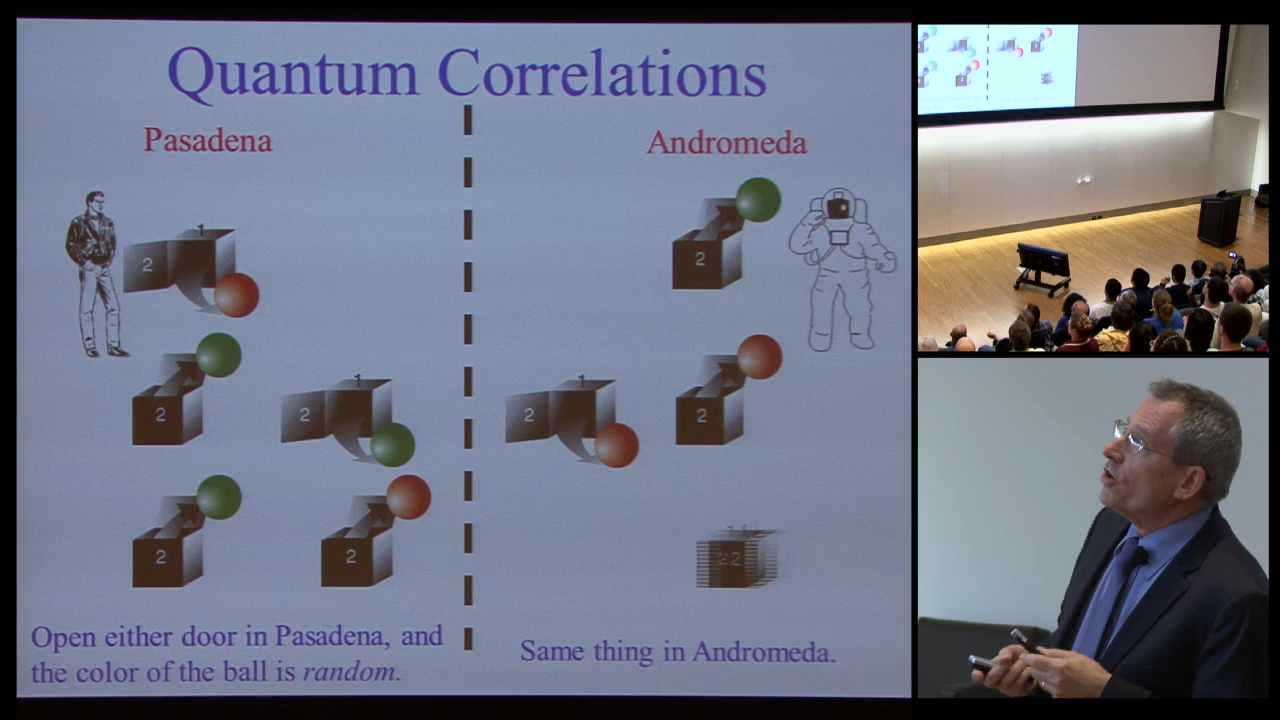 Quantum Correlations
Pasadena
Andromeda
1
2
2
2
1
2
1
2
2
2
2
2 2
Open either door in Pasadena, and
the color of the ball is random.
Same thing in Andromeda.